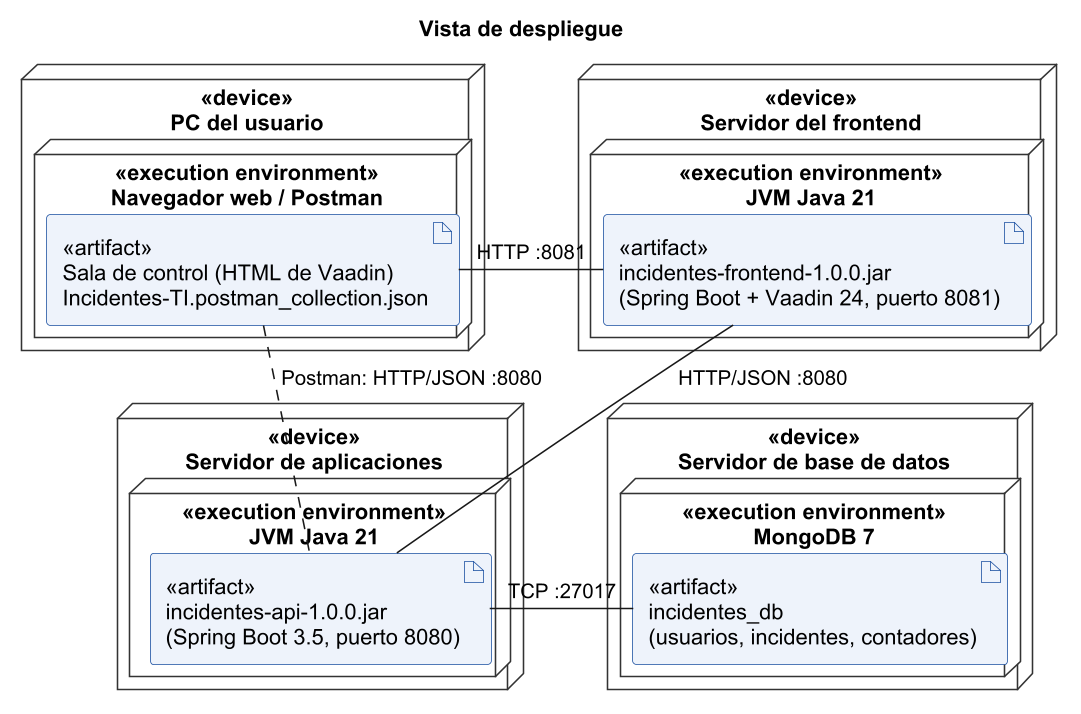 Vista de despliegue
«device»
PC del usuario
«execution environment»
Navegador web / Postman
«artifact»
Sala de control (HTML de Vaadin)
Incidentes-TI.postman_collection.json
HTTP :8081
«device»
Servidor del frontend
«execution environment»
JVM Java 21
«artifact»
incidentes-frontend-1.0.0.jar
(Spring Boot + Vaadin 24, puerto 8081)
Postman: HTTP/JSON :8080
HTTP/JSON :8080
«device»
Servidor de aplicaciones
«execution environment»
JVM Java 21
«artifact»
incidentes-api-1.0.0.jar
(Spring Boot 3.5, puerto 8080)
TCP :27017
«device»
Servidor de base de datos
«execution environment»
MongoDB 7
«artifact»
incidentes_db
(usuarios, incidentes, contadores)